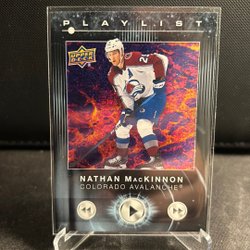 PLAYLIST
UPPER DECK
NATHAN MacKINNON
COLORADO AVALANCHE®